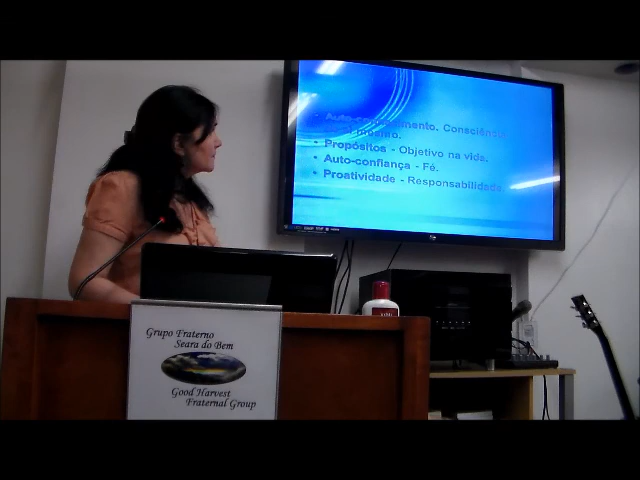 Auto-conhecimento. Consciência
mesmo.
Propósitos - Objetivo na vida.
Auto-confiança - Fé.
Proatividade - Responsabilidade.
Grupo Fraterno
Seara do Bem
Good Harvest
Fraternal Group